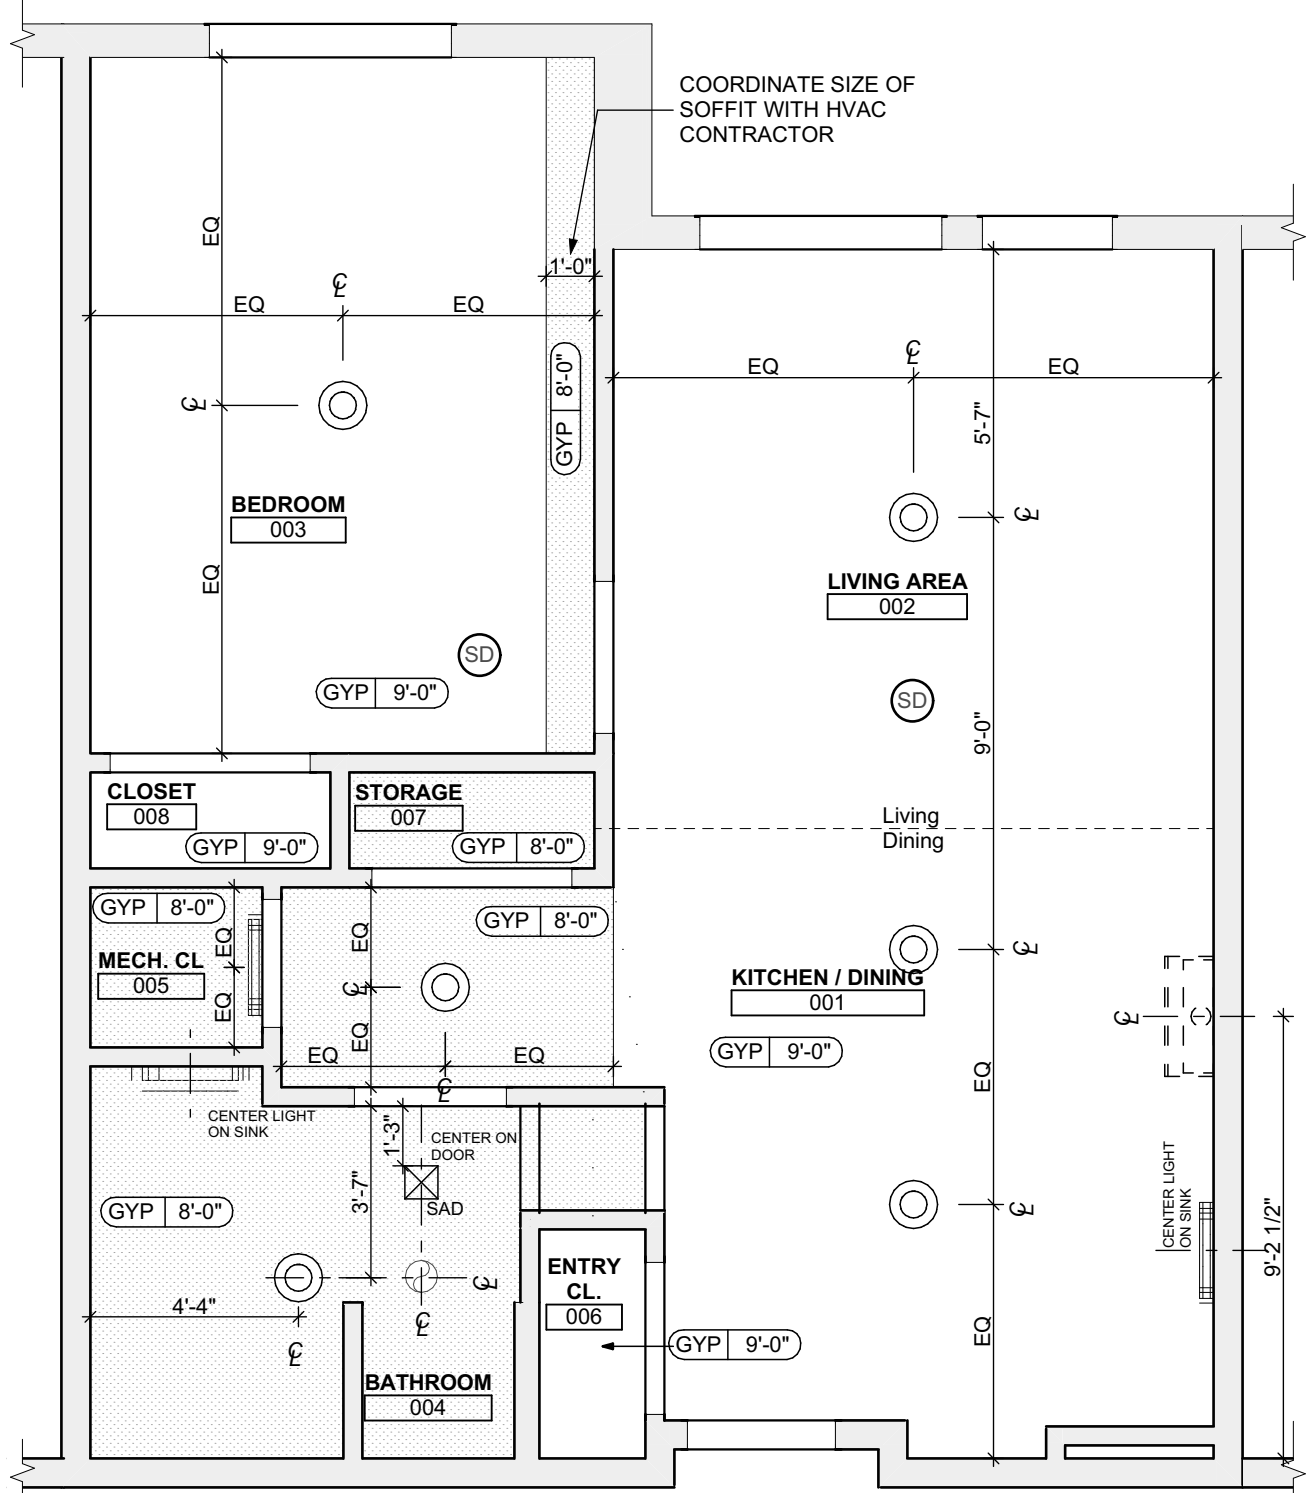 COORDINATE SIZE OF
SOFFIT WITH HVAC
CONTRACTOR
EQ
1'-0"
℄
EQ
EQ
GYP 8'-0"
℄
EQ
EQ
℄
5'-7"
BEDROOM
003
℄
EQ
LIVING AREA
002
SD
GYP 9'-0"
SD
9'-0"
CLOSET
008
GYP 9'-0"
STORAGE
007
GYP 8'-0"
Living
Dining
GYP 8'-0"
EQ
MECH. CL
005
EQ
EQ
GYP 8'-0"
℄
EQ
EQ
EQ
℄
℄
KITCHEN / DINING
001
GYP 9'-0"
℄
EQ
CENTER LIGHT
ON SINK
1'-3"
CENTER ON
DOOR
3'-7"
SAD
GYP 8'-0"
℄
℄
4'-4"
℄
BATHROOM
004
ENTRY
CL.
006
GYP 9'-0"
℄
EQ
CENTER LIGHT
ON SINK
9'-2 1/2"